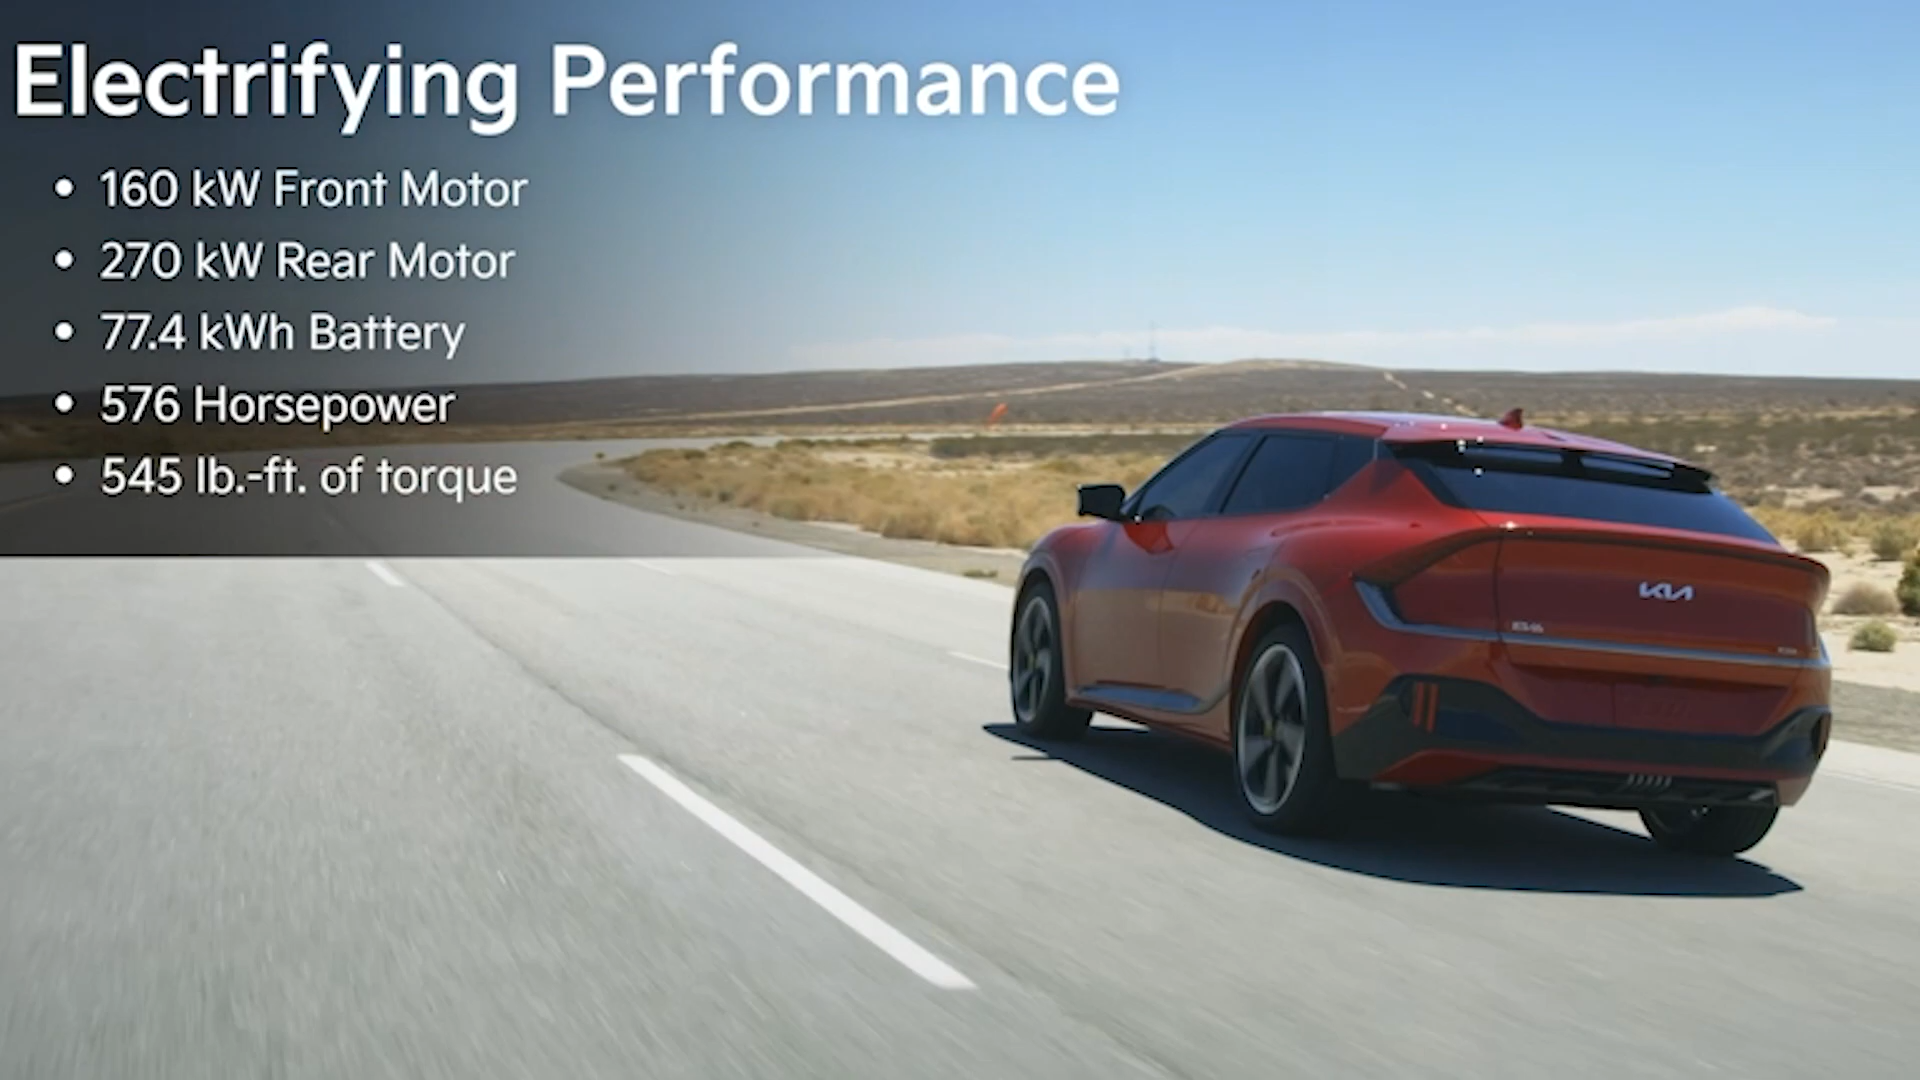 Electrifying Performance
• 160 kW Front Motor
• 270 kW Rear Motor
• 77.4 kWh Battery
• 576 Horsepower
• 545 lb.-ft. of torque
KIA